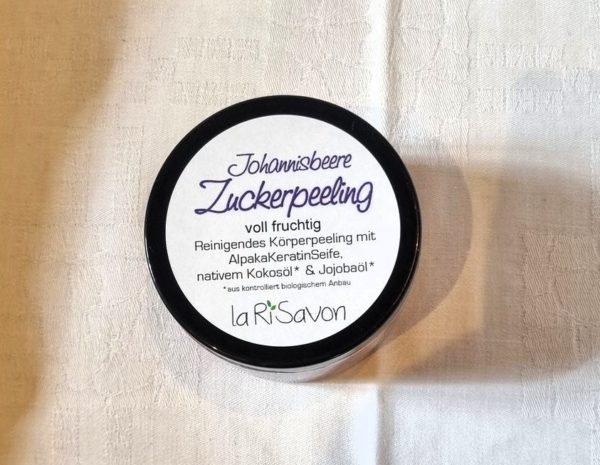 Johannisbeere
Zuckerpeeling
voll fruchtig
Reinigendes Körperpeeling mit
AlpakaKeratinSeife,
nativem Kokosöl* & Jojobaöl*
*aus kontrolliert biologischem Anbau
la RiSavon